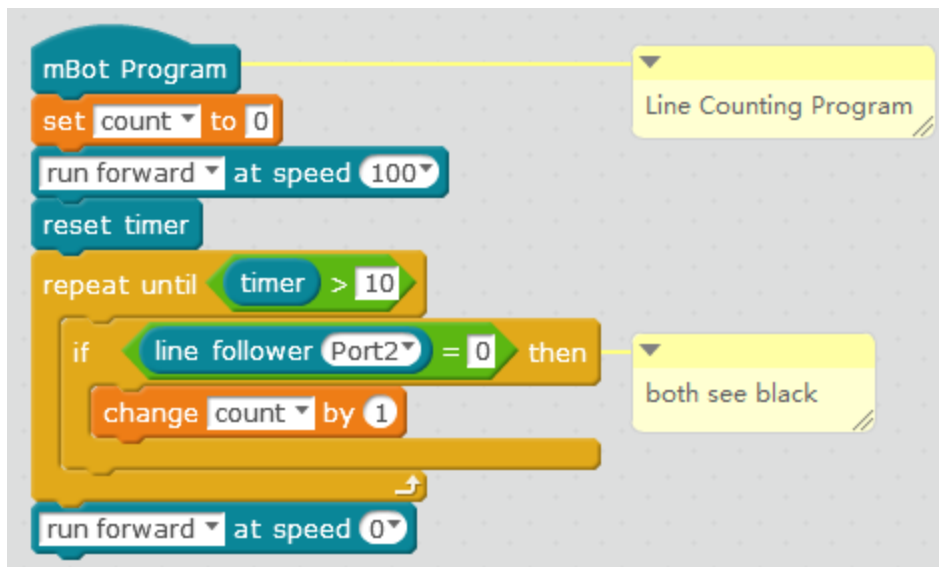 mBot Program
Line Counting Program
set count to 0
run forward at speed 100
reset timer
repeat until timer > 10
if line follower Port2 = 0 then
both see black
change count by 1
run forward at speed 0